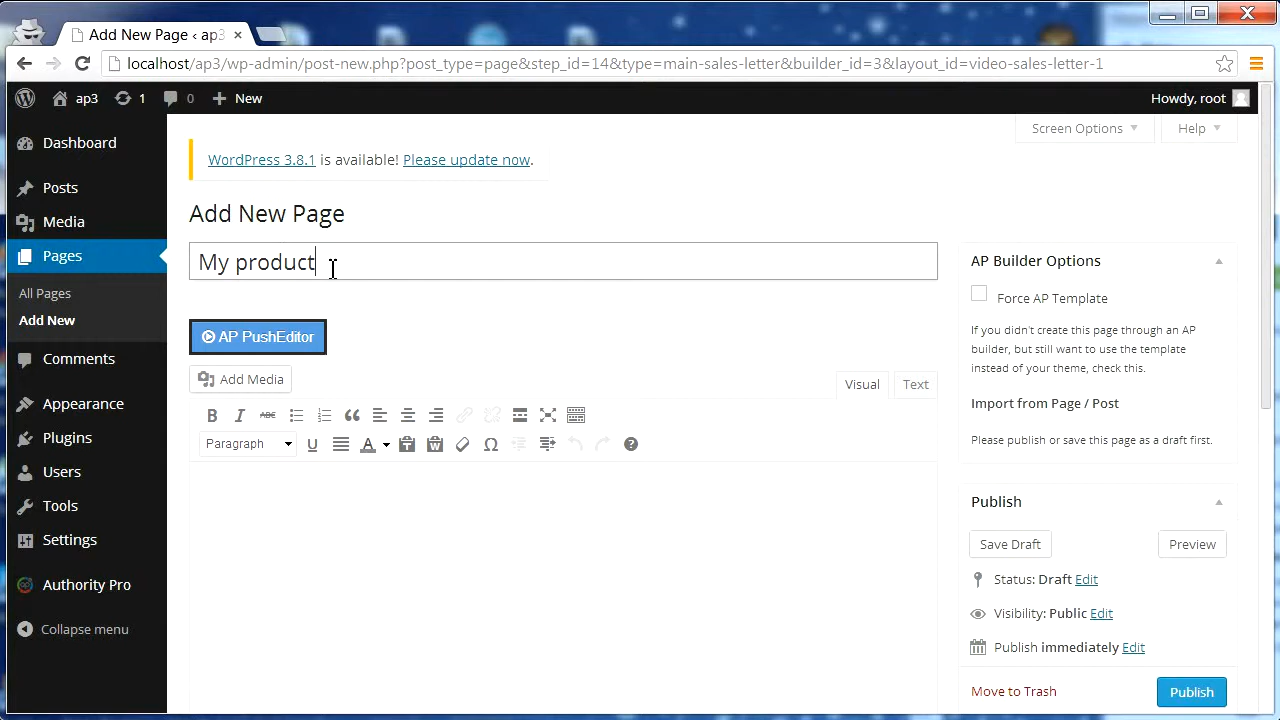 Add New Page ‹ ap3
localhost/ap3/wp-admin/post-new.php?post_type=page&step_id=14&type=main-sales-letter&builder_id=3&layout_id=video-sales-letter-1
ap3 1 0 New Howdy, root
Screen Options Help
Dashboard
Posts
Media
Pages
All Pages
Add New
Comments
Appearance
Plugins
Users
Tools
Settings
Authority Pro
Collapse menu
WordPress 3.8.1 is available! Please update now.
Add New Page
My product
AP PushEditor
Add Media
Visual Text
B I ABC
Paragraph U A T W Ω
AP Builder Options
Force AP Template
If you didn't create this page through an AP
builder, but still want to use the template
instead of your theme, check this.
Import from Page / Post
Please publish or save this page as a draft first.
Publish
Save Draft Preview
Status: Draft Edit
Visibility: Public Edit
Publish immediately Edit
Move to Trash Publish